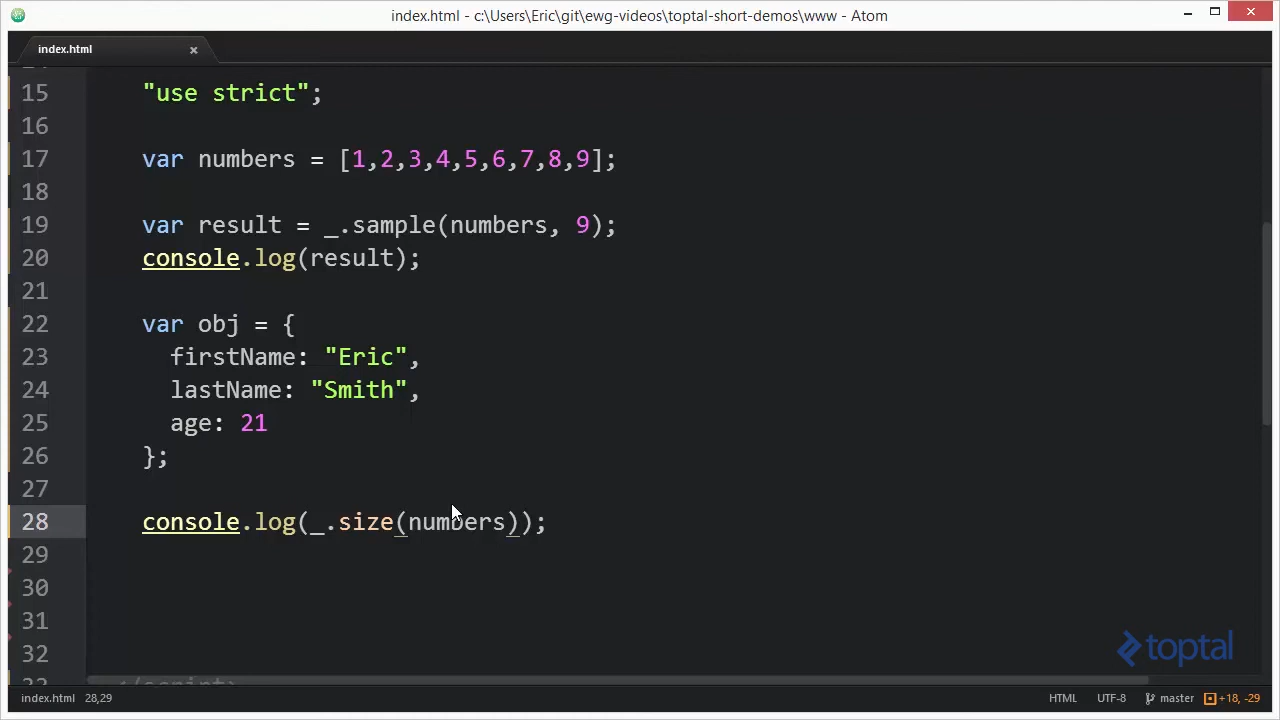 index.html - c:\Users\Eric\git\ewg-videos\toptal-short-demos\www - Atom
index.html
15 "use strict";
16
17 var numbers = [1,2,3,4,5,6,7,8,9];
18
19 var result = _.sample(numbers, 9);
20 console.log(result);
21
22 var obj = {
23 firstName: "Eric",
24 lastName: "Smith",
25 age: 21
26 };
27
28 console.log(_.size(numbers));
29
30
31
32
33 </script>
toptal
index.html 28,29 HTML UTF-8 master +18, -29